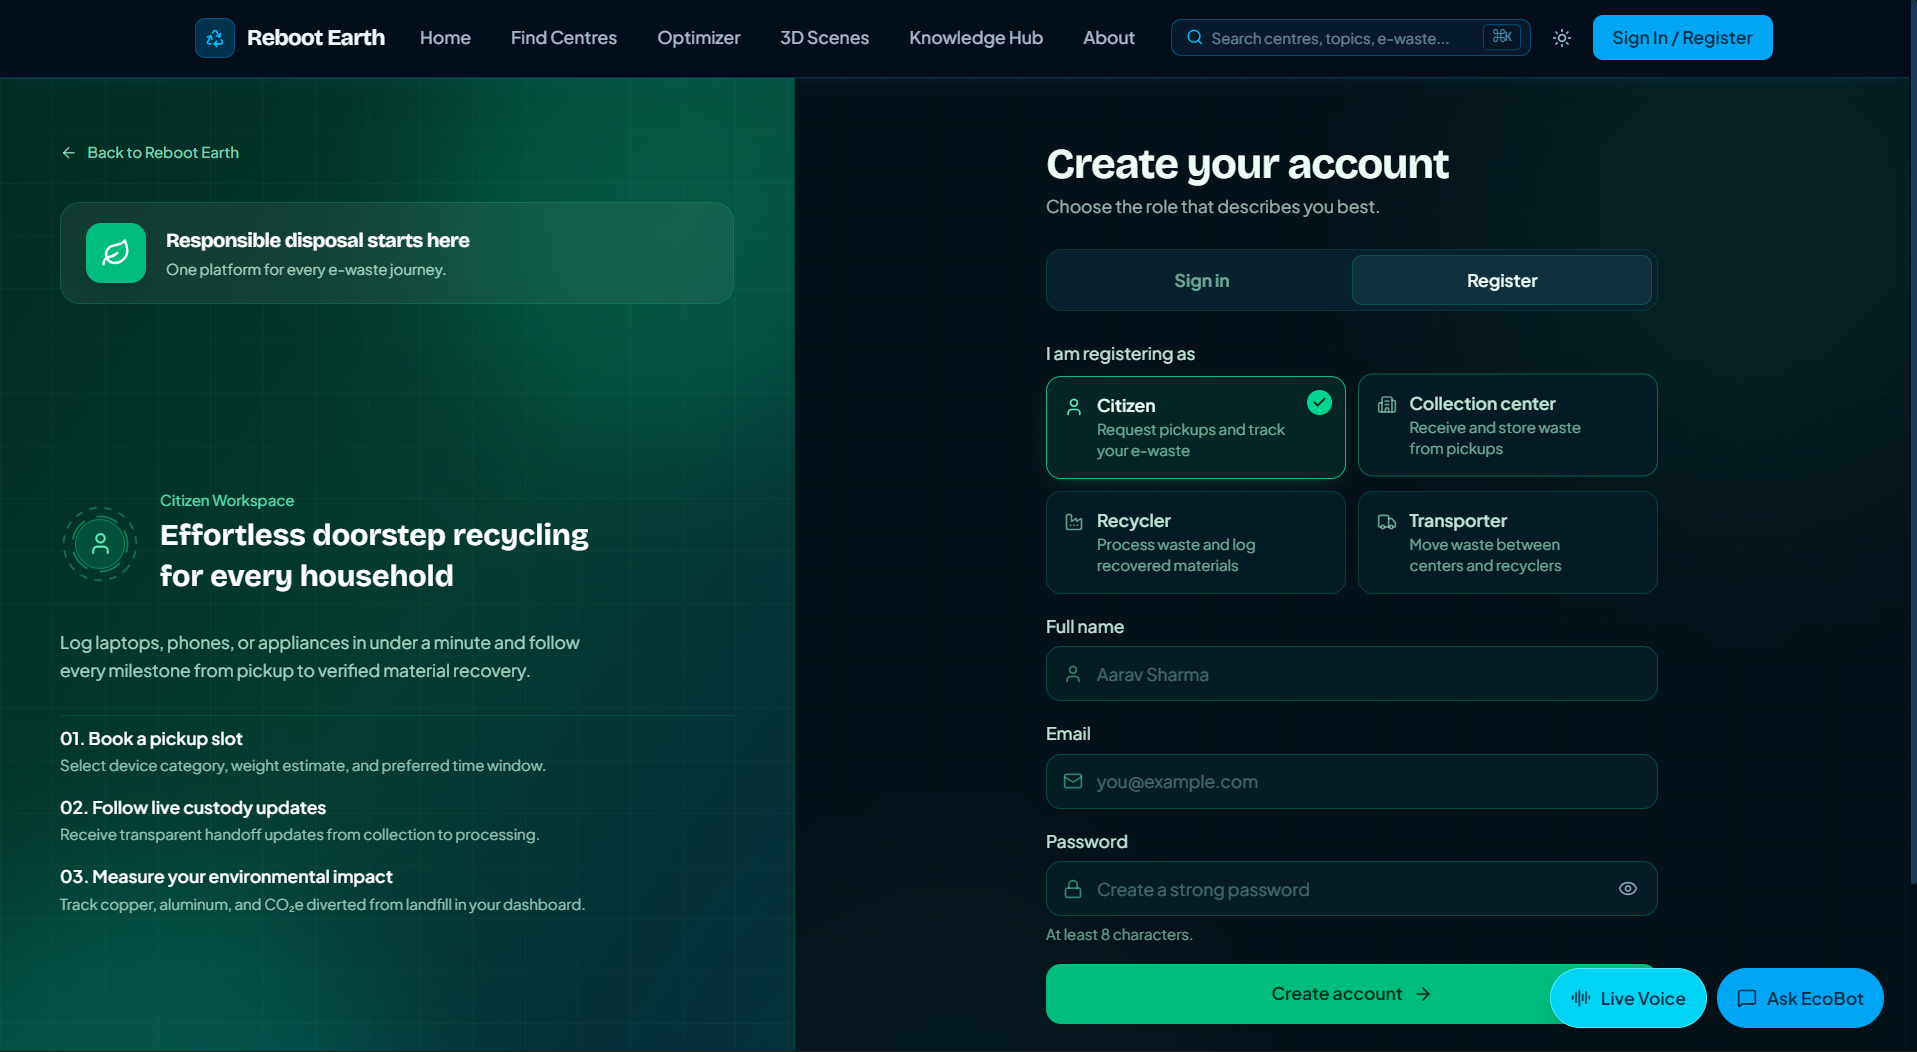 Reboot Earth
Home
Find Centres
Optimizer
3D Scenes
Knowledge Hub
About
Search centres, topics, e-waste...
⌘K
Sign In / Register
Back to Reboot Earth
Responsible disposal starts here
One platform for every e-waste journey.
Citizen Workspace
Effortless doorstep recycling
for every household
Log laptops, phones, or appliances in under a minute and follow
every milestone from pickup to verified material recovery.
01. Book a pickup slot
Select device category, weight estimate, and preferred time window.
02. Follow live custody updates
Receive transparent handoff updates from collection to processing.
03. Measure your environmental impact
Track copper, aluminum, and CO₂e diverted from landfill in your dashboard.
Create your account
Choose the role that describes you best.
Sign in
Register
I am registering as
Citizen
Request pickups and track
your e-waste
Collection center
Receive and store waste
from pickups
Recycler
Process waste and log
recovered materials
Transporter
Move waste between
centers and recyclers
Full name
Aarav Sharma
Email
you@example.com
Password
Create a strong password
At least 8 characters.
Create account
Live Voice
Ask EcoBot